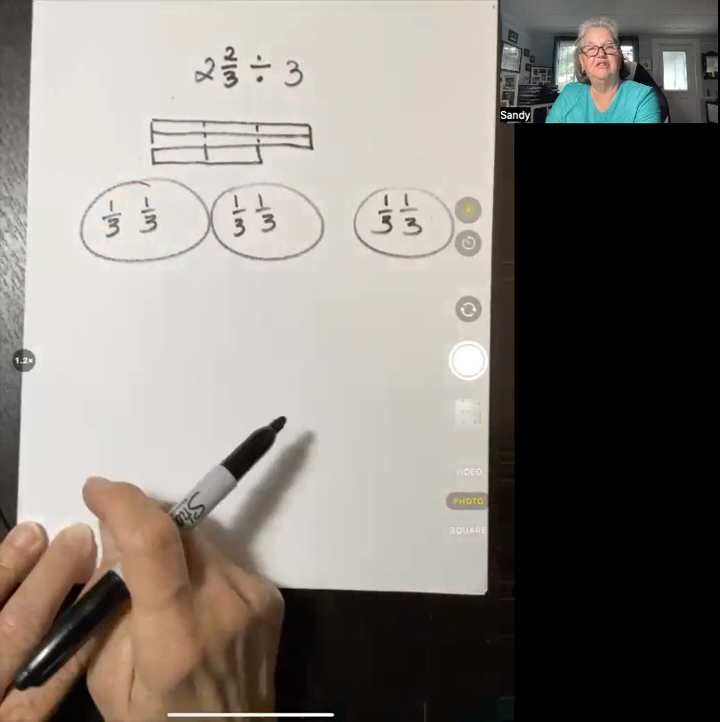 2 2/3 ÷ 3
1/3 1/3 1/3 1/3 1/3 1/3
Sandy
1.2×
VIDEO
PHOTO
SQUARE